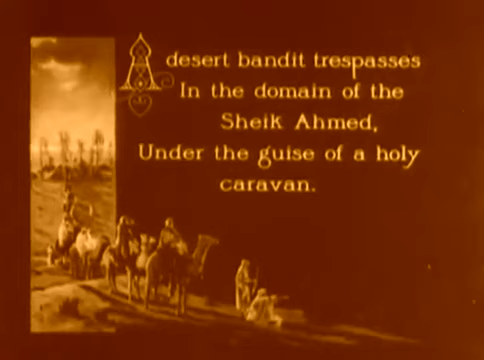 A desert bandit trespasses
In the domain of the
Sheik Ahmed,
Under the guise of a holy
caravan.